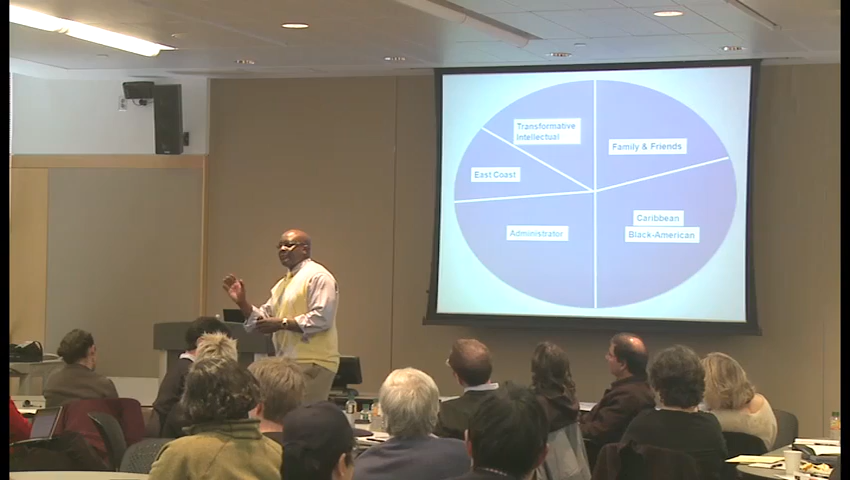 Transformative
Intellectual
Family & Friends
East Coast
Caribbean
Black-American
Administrator